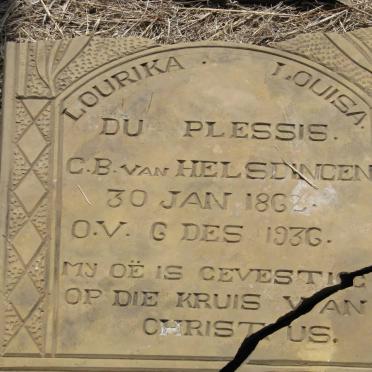 LOURIKA · LOUISA.
DU PLESSIS.
G.B. VAN HELSDINGEN
30 JAN
O.V. 6 DES 1936.
MY OË IS GEVESTIG
OP DIE KRUIS VAN
CHRISTUS.